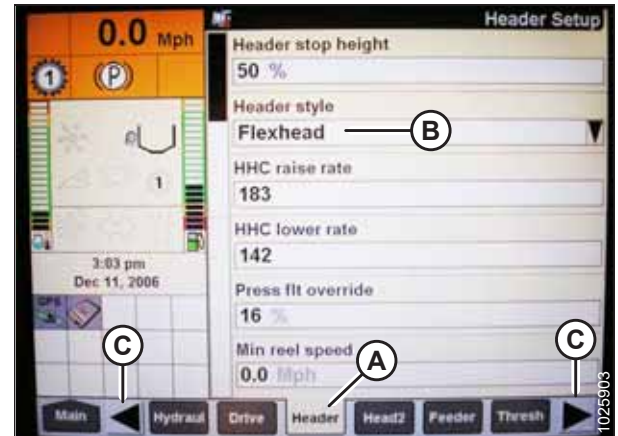 0.0 Mph
Header Setup
1
(P)
Header stop height
50 %
Header style
Flexhead
B
HHC raise rate
183
1
HHC lower rate
142
3:03 pm
Dec 11, 2006
Press flt override
16 %
GPS
Min reel speed
0.0 Mph
C
A
C
Main
Hydraul
Drive
Header
Head2
Feeder
Thresh
1025903